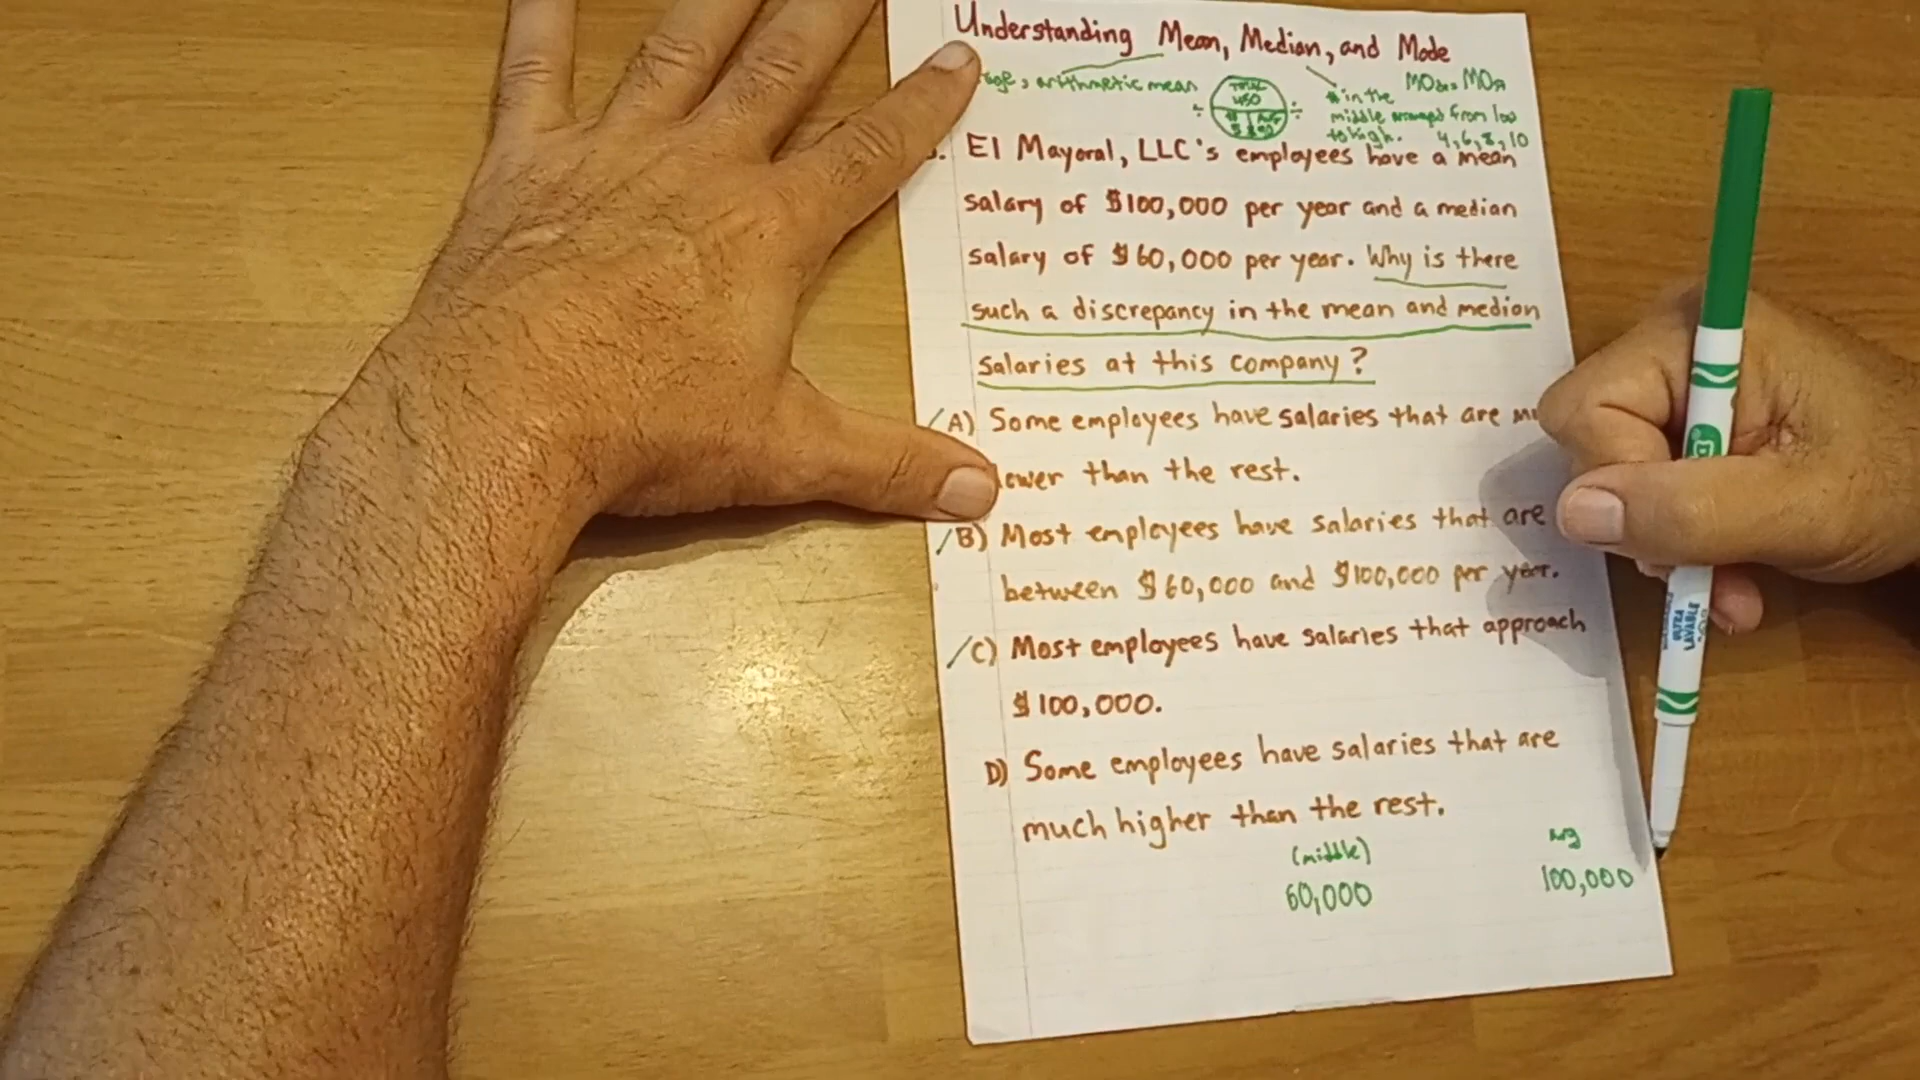 Understanding Mean, Median, and Mode
age, arithmetic mean
TOTAL
450
÷ ÷
# in the
middle arranged from low
to high. 4, 6, 8, 10
El Mayoral, LLC's employees have a mean
salary of $100,000 per year and a median
salary of $60,000 per year. Why is there
such a discrepancy in the mean and median
salaries at this company?
A) Some employees have salaries that are
lower than the rest.
B) Most employees have salaries that are
between $60,000 and $100,000 per year.
C) Most employees have salaries that approach
$100,000.
D) Some employees have salaries that are
much higher than the rest.
(middle) avg
60,000 100,000